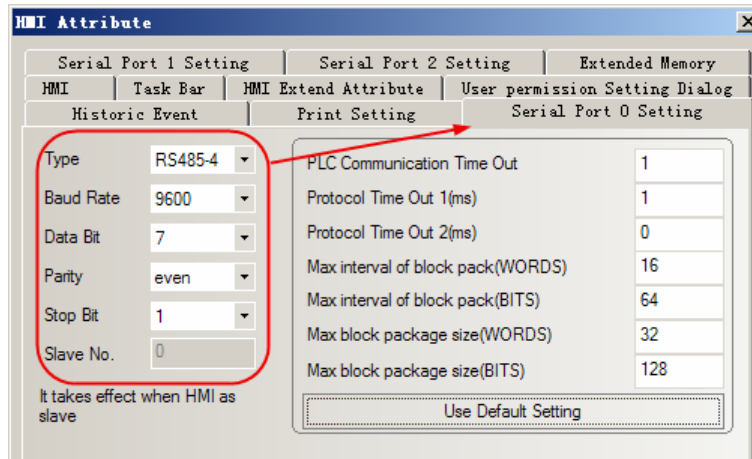 HMI Attribute
Serial Port 1 Setting
Serial Port 2 Setting
Extended Memory
HMI
Task Bar
HMI Extend Attribute
User permission Setting Dialog
Historic Event
Print Setting
Serial Port 0 Setting
Type
RS485-4
Baud Rate
9600
Data Bit
7
Parity
even
Stop Bit
1
Slave No.
0
It takes effect when HMI as
slave
PLC Communication Time Out
1
Protocol Time Out 1(ms)
1
Protocol Time Out 2(ms)
0
Max interval of block pack(WORDS)
16
Max interval of block pack(BITS)
64
Max block package size(WORDS)
32
Max block package size(BITS)
128
Use Default Setting